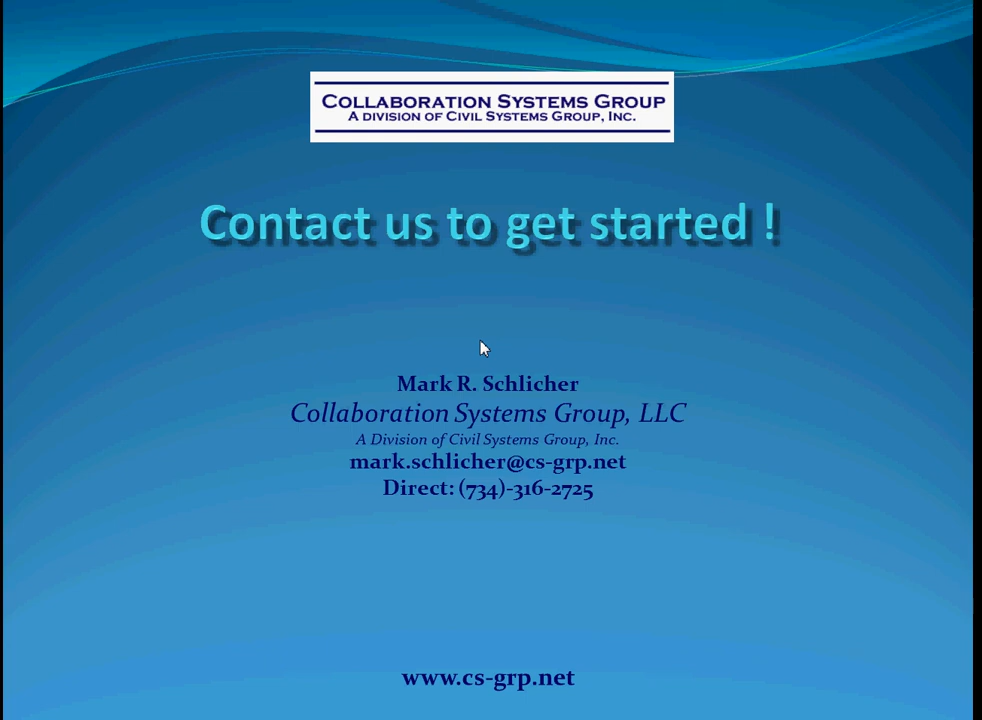 COLLABORATION SYSTEMS GROUP
A DIVISION OF CIVIL SYSTEMS GROUP, INC.
Contact us to get started !
Mark R. Schlicher
Collaboration Systems Group, LLC
A Division of Civil Systems Group, Inc.
mark.schlicher@cs-grp.net
Direct: (734)-316-2725
www.cs-grp.net